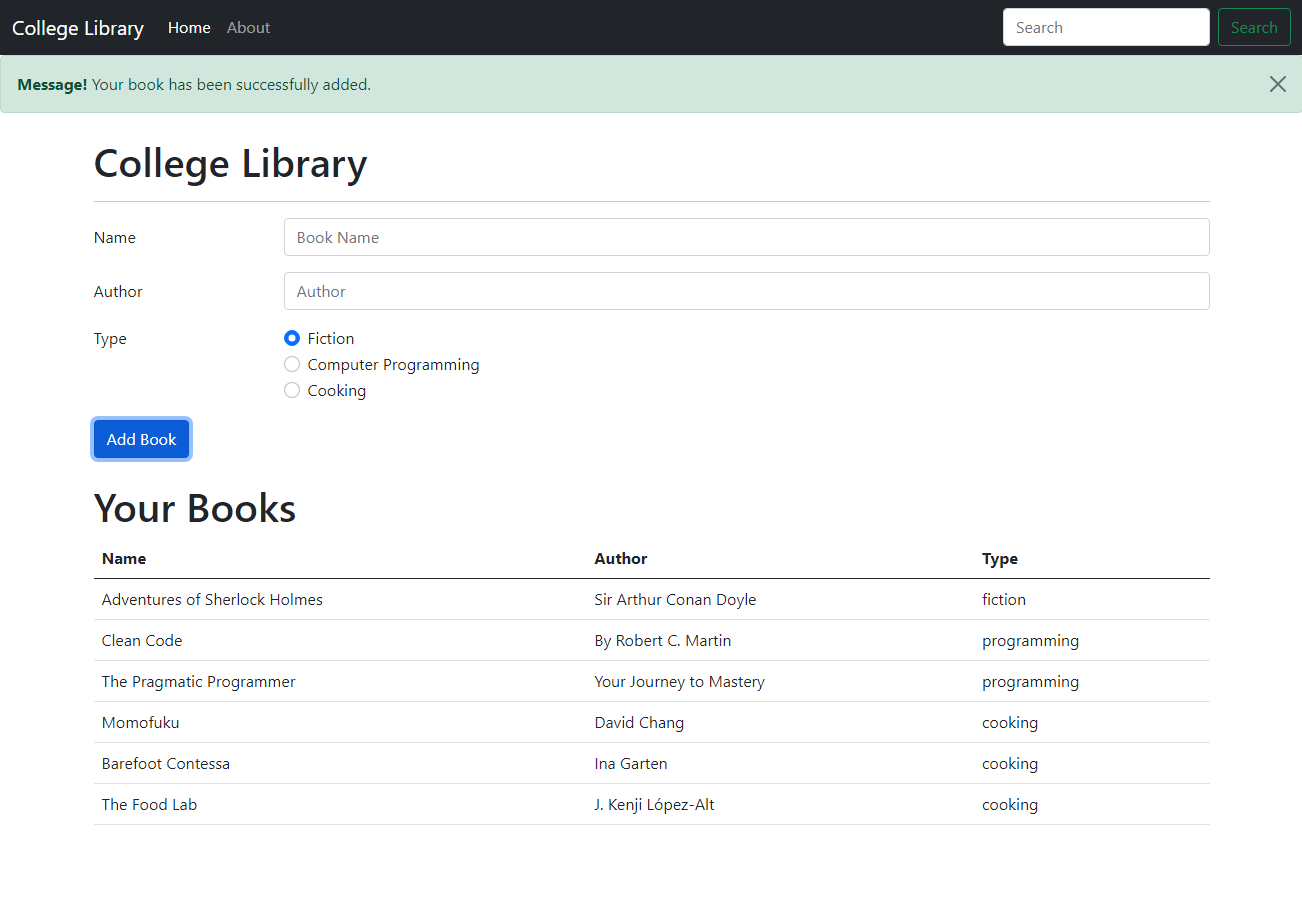 College Library Home About Search Search
Message! Your book has been successfully added.
College Library
Name Book Name
Author Author
Type Fiction
Computer Programming
Cooking
Add Book
Your Books
Name Author Type
Adventures of Sherlock Holmes Sir Arthur Conan Doyle fiction
Clean Code By Robert C. Martin programming
The Pragmatic Programmer Your Journey to Mastery programming
Momofuku David Chang cooking
Barefoot Contessa Ina Garten cooking
The Food Lab J. Kenji López-Alt cooking